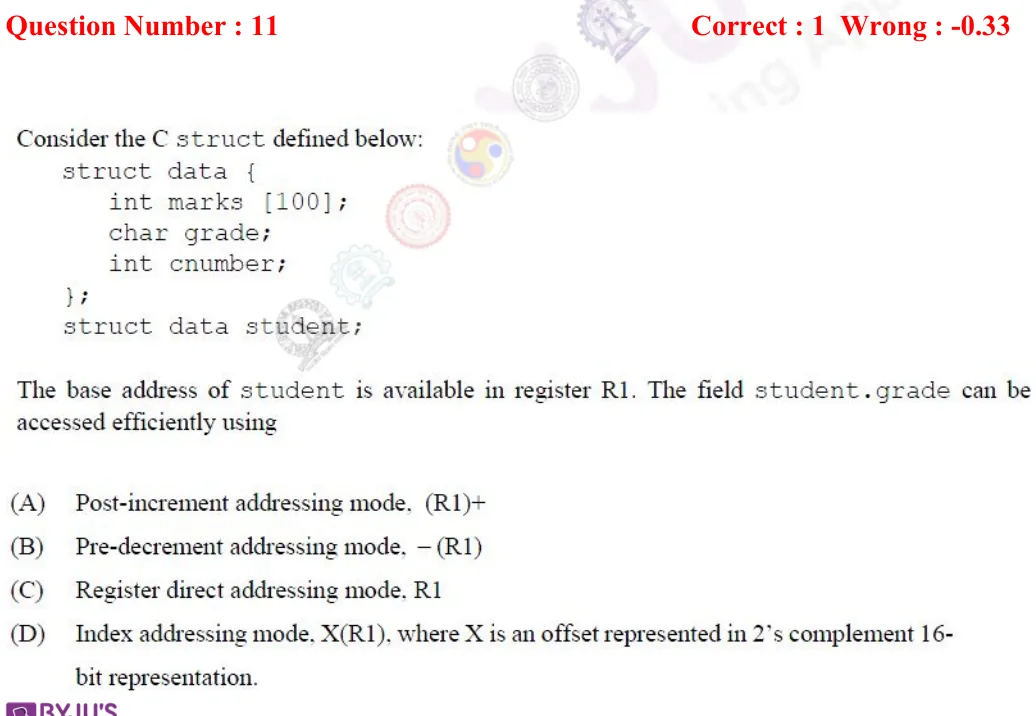 Question Number : 11 Correct : 1 Wrong : -0.33
Consider the C struct defined below:
struct data {
int marks [100];
char grade;
int cnumber;
};
struct data student;
The base address of student is available in register R1. The field student.grade can be
accessed efficiently using
(A) Post-increment addressing mode, (R1)+
(B) Pre-decrement addressing mode, – (R1)
(C) Register direct addressing mode, R1
(D) Index addressing mode, X(R1), where X is an offset represented in 2’s complement 16-
bit representation.
BYJU'S